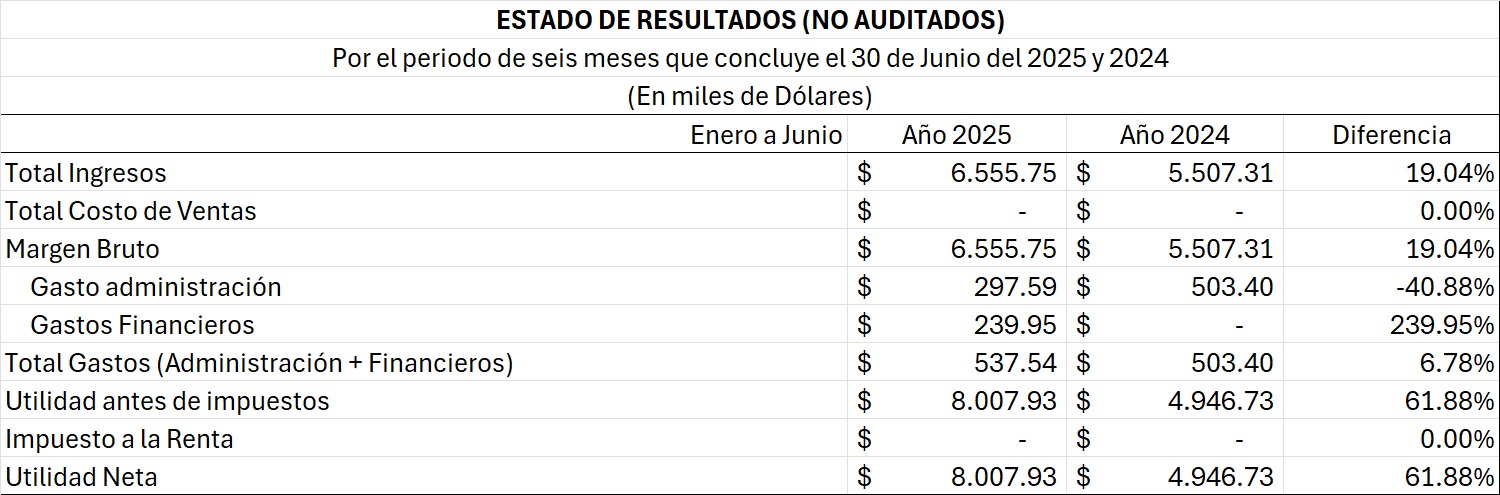 ESTADO DE RESULTADOS (NO AUDITADOS)
Por el periodo de seis meses que concluye el 30 de Junio del 2025 y 2024
(En miles de Dólares)
Enero a Junio Año 2025 Año 2024 Diferencia
Total Ingresos $ 6.555.75 $ 5.507.31 19.04%
Total Costo de Ventas $ - $ - 0.00%
Margen Bruto $ 6.555.75 $ 5.507.31 19.04%
Gasto administración $ 297.59 $ 503.40 -40.88%
Gastos Financieros $ 239.95 $ - 239.95%
Total Gastos (Administración + Financieros) $ 537.54 $ 503.40 6.78%
Utilidad antes de impuestos $ 8.007.93 $ 4.946.73 61.88%
Impuesto a la Renta $ - $ - 0.00%
Utilidad Neta $ 8.007.93 $ 4.946.73 61.88%